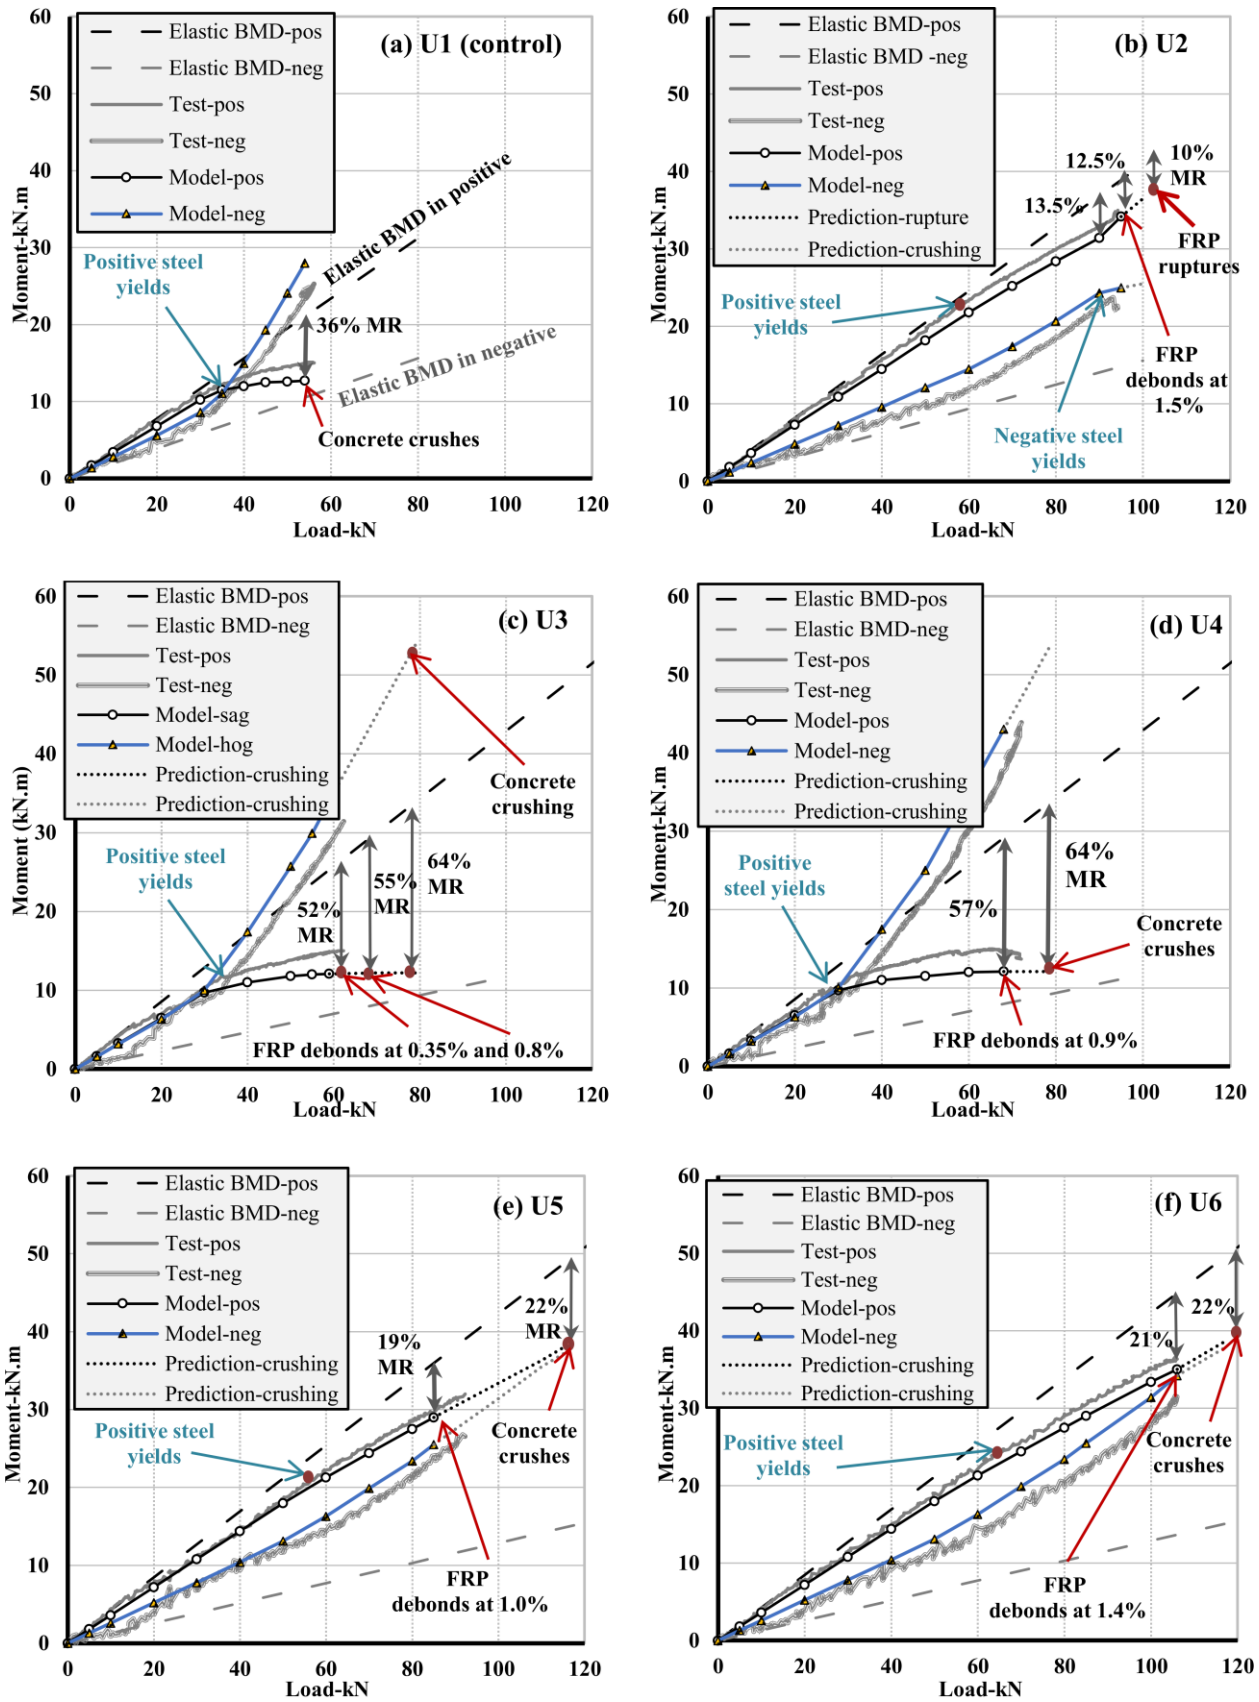 (a) U1 (control)
Elastic BMD-pos
Elastic BMD-neg
Test-pos
Test-neg
Model-pos
Model-neg
60
50
40
30
20
10
0
Moment-kN.m
Elastic BMD in positive
Positive steel
yields
36% MR
Elastic BMD in negative
Concrete crushes
0 20 40 60 80 100 120
Load-kN
(b) U2
Elastic BMD-pos
Elastic BMD -neg
Test-pos
Test-neg
Model-pos
Model-neg
Prediction-rupture
Prediction-crushing
60
50
40
30
20
10
0
Moment-kN.m
12.5%
10%
MR
13.5%
FRP
ruptures
Positive steel
yields
FRP
debonds at
1.5%
Negative steel
yields
0 20 40 60 80 100 120
Load-kN
(c) U3
Elastic BMD-pos
Elastic BMD-neg
Test-pos
Test-neg
Model-sag
Model-hog
Prediction-crushing
Prediction-crushing
60
50
40
30
20
10
0
Moment (kN.m)
Concrete
crushing
Positive steel
yields
64%
MR
55%
MR
52%
MR
FRP debonds at 0.35% and 0.8%
0 20 40 60 80 100 120
Load-kN
(d) U4
Elastic BMD-pos
Elastic BMD-neg
Test-pos
Test-neg
Model-pos
Model-neg
Prediction-crushing
Prediction-crushing
60
50
40
30
20
10
0
Moment-kN.m
Positive
steel yields
64%
MR
57%
Concrete
crushes
FRP debonds at 0.9%
0 20 40 60 80 100 120
Load-kN
(e) U5
Elastic BMD-pos
Elastic BMD-neg
Test-pos
Test-neg
Model-pos
Model-neg
Prediction-crushing
Prediction-crushing
60
50
40
30
20
10
0
Moment-kN.m
22%
MR
19%
MR
Positive steel
yields
Concrete
crushes
FRP
debonds at 1.0%
0 20 40 60 80 100 120
Load-kN
(f) U6
Elastic BMD-pos
Elastic BMD-neg
Test-pos
Test-neg
Model-pos
Model-neg
Prediction-crushing
Prediction-crushing
60
50
40
30
20
10
0
Moment-kN.m
22%
21%
Positive steel
yields
Concrete
crushes
FRP
debonds at 1.4%
0 20 40 60 80 100 120
Load-kN